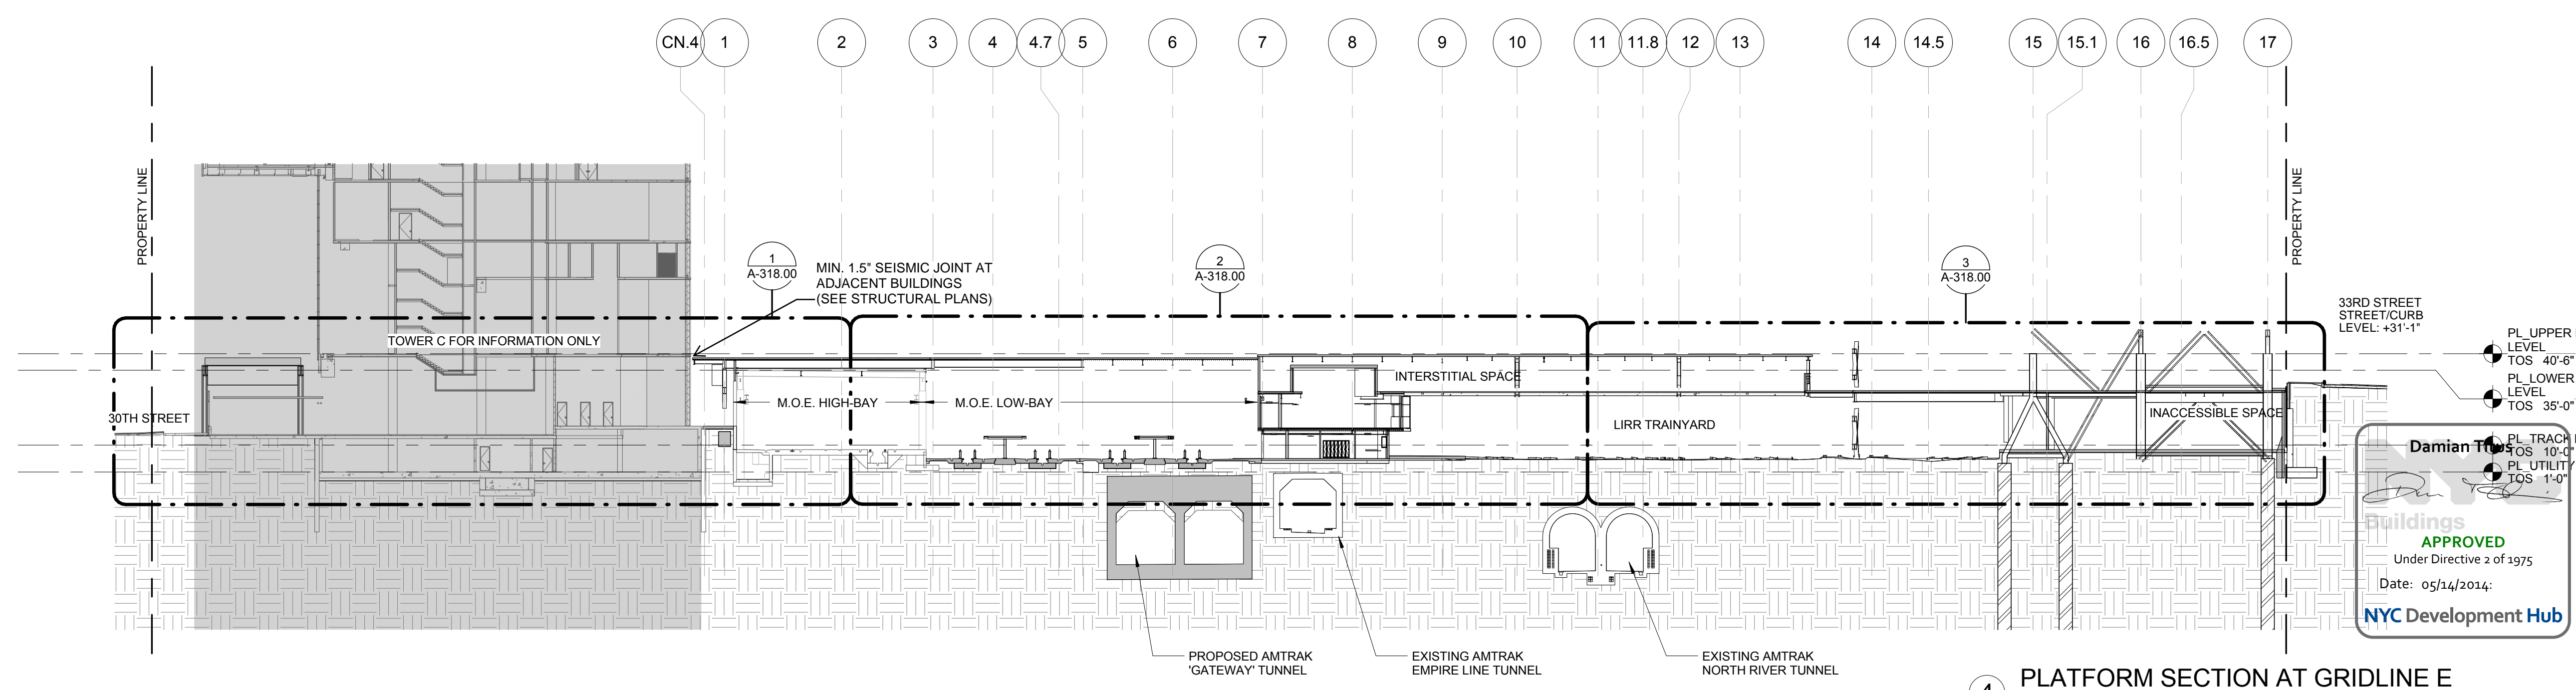 CN.4
1
2
3
4
4.7
5
6
7
8
9
10
11
11.8
12
13
14
14.5
15
15.1
16
16.5
17
PROPERTY LINE
PROPERTY LINE
1
A-318.00
MIN. 1.5" SEISMIC JOINT AT
ADJACENT BUILDINGS
(SEE STRUCTURAL PLANS)
2
A-318.00
3
A-318.00
33RD STREET
STREET/CURB
LEVEL: +31'-1"
TOWER C FOR INFORMATION ONLY
PL_UPPER
LEVEL
TOS 40'-6"
INTERSTITIAL SPACE
PL_LOWER
LEVEL
TOS 35'-0"
M.O.E. HIGH-BAY
M.O.E. LOW-BAY
30TH STREET
LIRR TRAINYARD
INACCESSIBLE SPACE
PL_TRACK
TOS 10'-0"
PL_UTILITY
TOS 1'-0"
Damian
NYC
Buildings
APPROVED
Under Directive 2 of 1975
Date: 05/14/2014:
NYC Development Hub
PROPOSED AMTRAK
'GATEWAY' TUNNEL
EXISTING AMTRAK
EMPIRE LINE TUNNEL
EXISTING AMTRAK
NORTH RIVER TUNNEL
4
PLATFORM SECTION AT GRIDLINE E